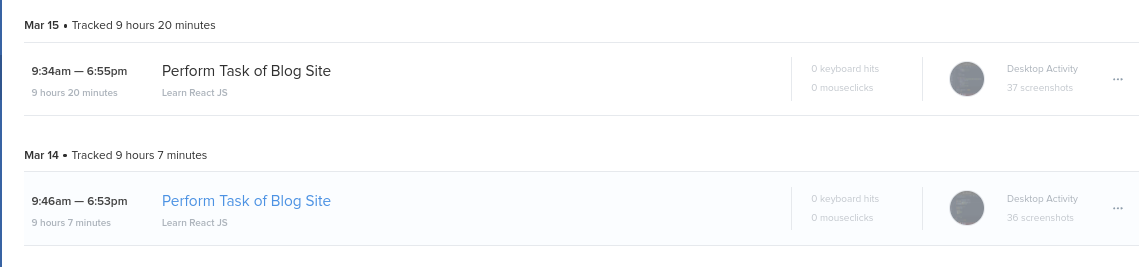 Mar 15 • Tracked 9 hours 20 minutes
9:34am — 6:55pm
9 hours 20 minutes
Perform Task of Blog Site
Learn React JS
0 keyboard hits
0 mouseclicks
Desktop Activity
37 screenshots
...
Mar 14 • Tracked 9 hours 7 minutes
9:46am — 6:53pm
9 hours 7 minutes
Perform Task of Blog Site
Learn React JS
0 keyboard hits
0 mouseclicks
Desktop Activity
36 screenshots
...